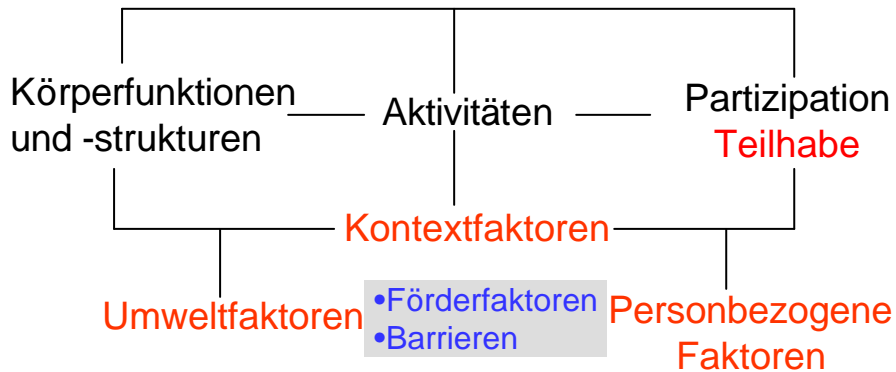 Körperfunktionen
und -strukturen
Aktivitäten
Partizipation
Teilhabe
Kontextfaktoren
Umweltfaktoren
•Förderfaktoren
•Barrieren
Personbezogene
Faktoren